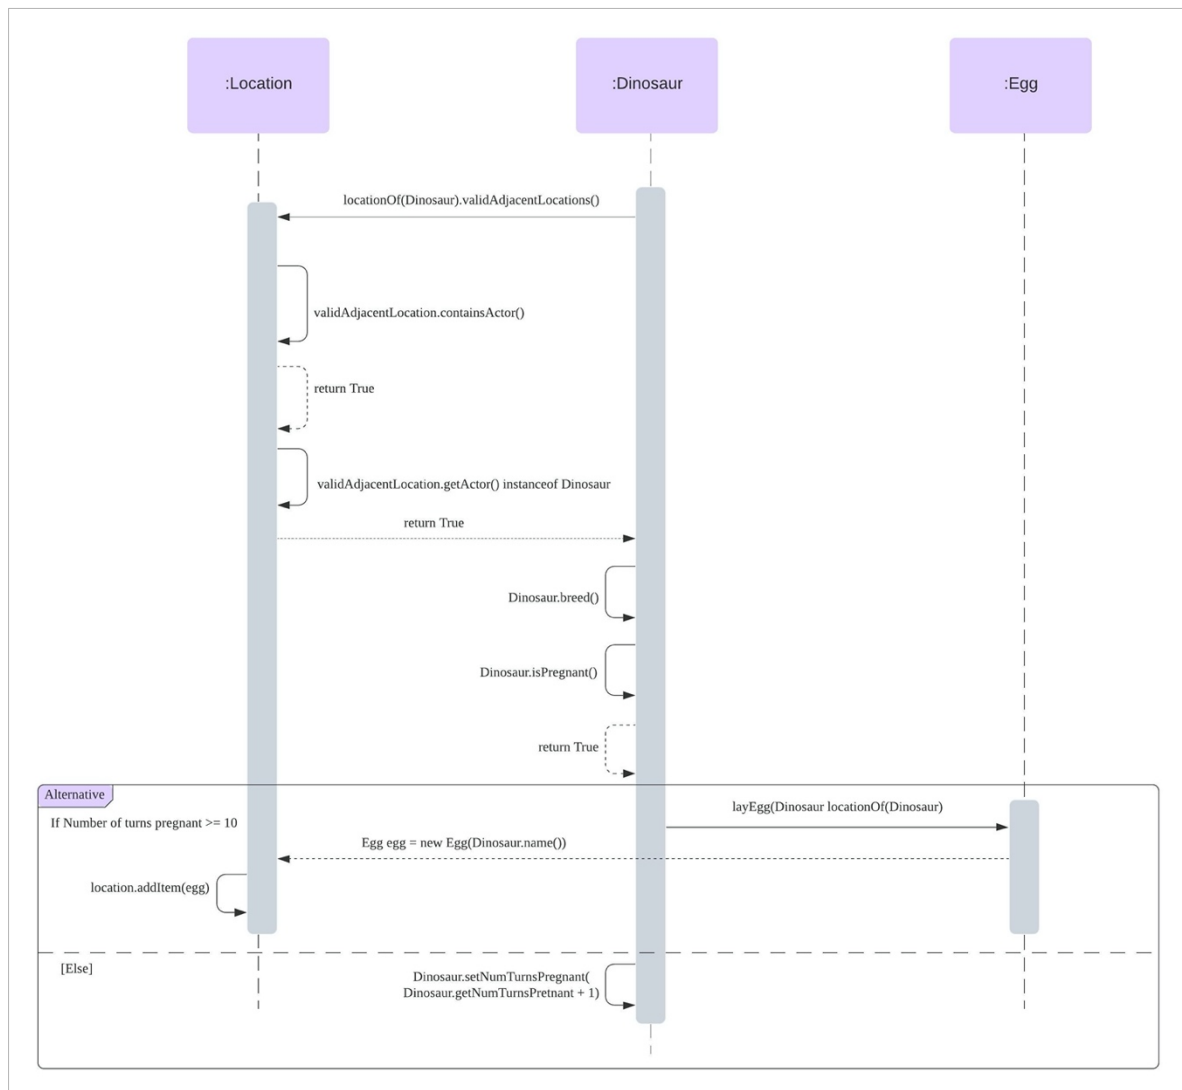 :Location
:Dinosaur
:Egg
locationOf(Dinosaur).validAdjacentLocations()
validAdjacentLocation.containsActor()
return True
validAdjacentLocation.getActor() instanceof Dinosaur
return True
Dinosaur.breed()
Dinosaur.isPregnant()
return True
Alternative
If Number of turns pregnant >= 10
layEgg(Dinosaur locationOf(Dinosaur)
Egg egg = new Egg(Dinosaur.name())
location.addItem(egg)
[Else]
Dinosaur.setNumTurnsPregnant(
Dinosaur.getNumTurnsPretnant + 1)